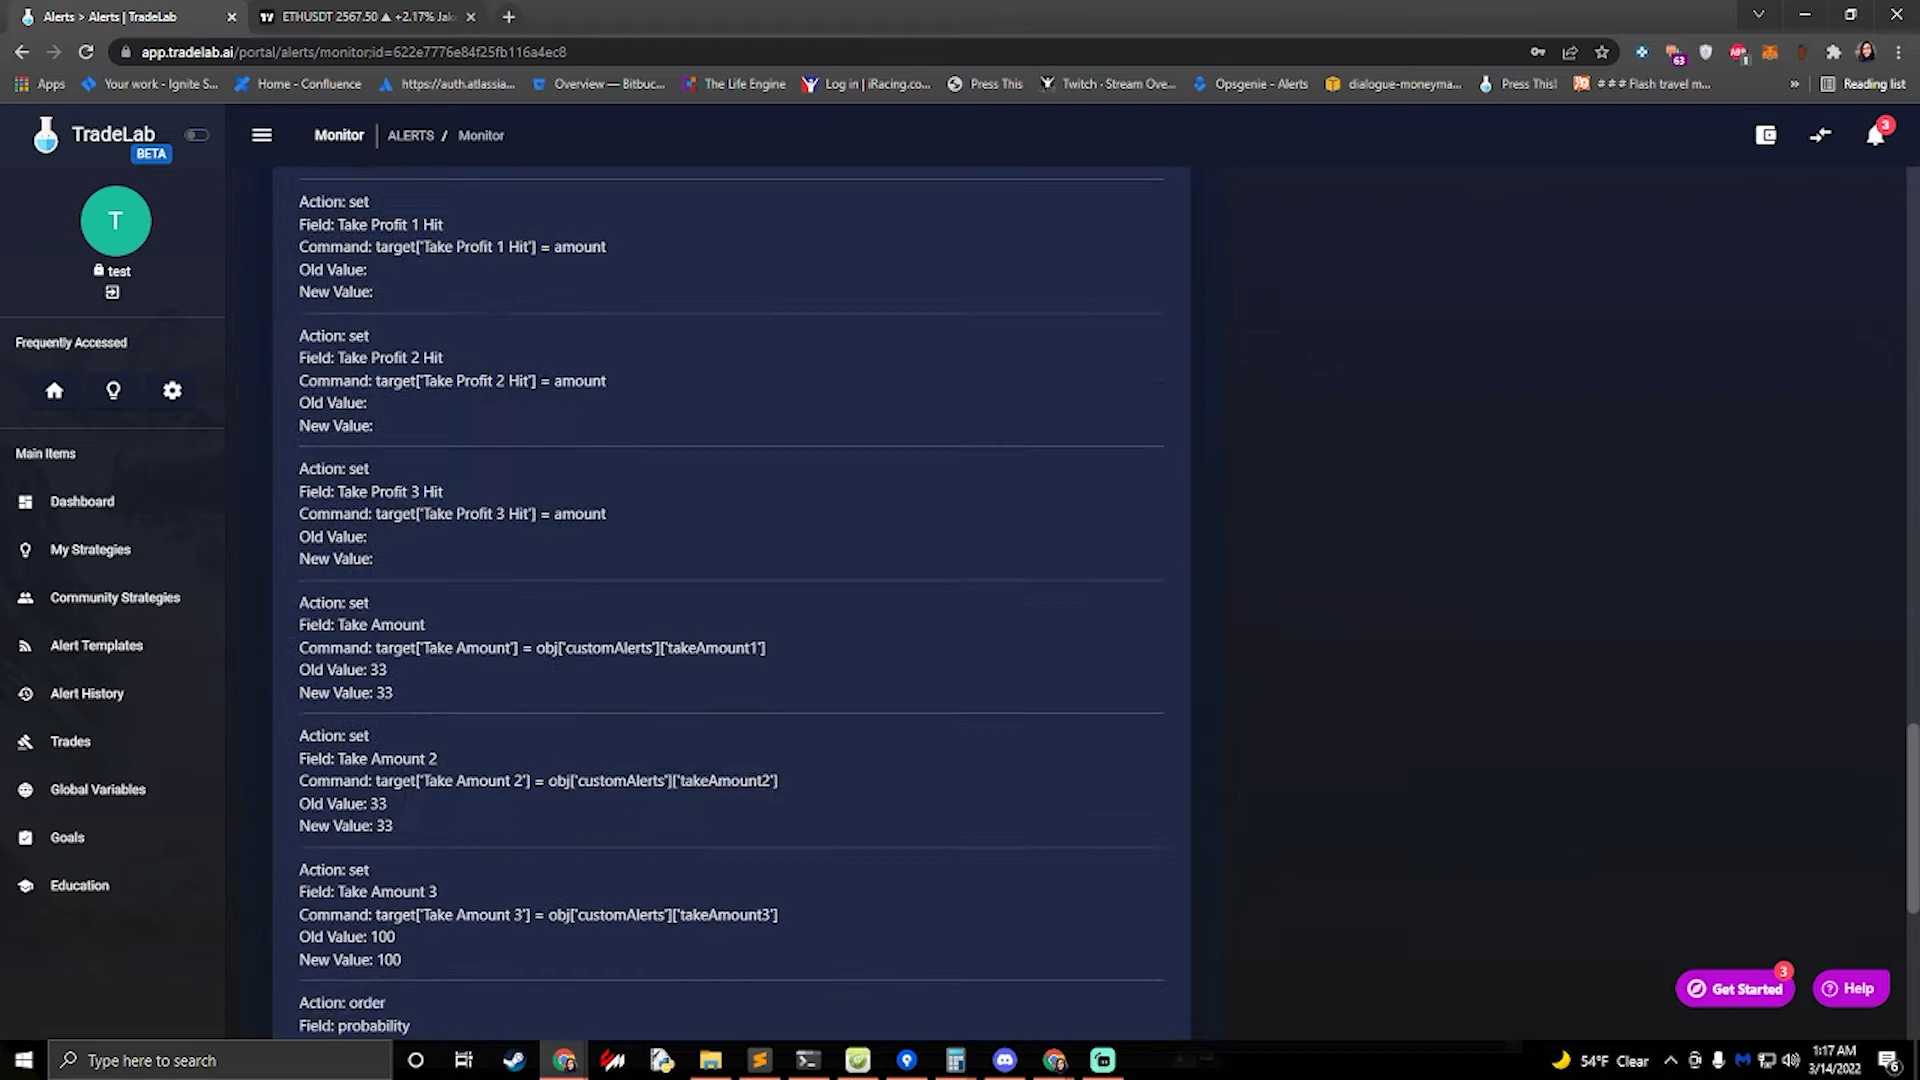 Alerts > Alerts | TradeLab
ETHUSDT 2567.50 ▲ +2.17%
app.tradelab.ai/portal/alerts/monitor;id=622e7776e84f25fb116a4ec8
63
1
Apps
Your work - Ignite S...
Home - Confluence
https://auth.atlassia...
Overview — Bitbuc...
The Life Engine
Log in | iRacing.co...
Press This
Twitch - Stream Ove...
Opsgenie - Alerts
dialogue-moneyma...
Press This!
# # # Flash travel m...
»
Reading list
TradeLab
BETA
Monitor | ALERTS / Monitor
3
T
test
Frequently Accessed
Main Items
Dashboard
My Strategies
Community Strategies
Alert Templates
Alert History
Trades
Global Variables
Goals
Education
Action: set
Field: Take Profit 1 Hit
Command: target['Take Profit 1 Hit'] = amount
Old Value:
New Value:
Action: set
Field: Take Profit 2 Hit
Command: target['Take Profit 2 Hit'] = amount
Old Value:
New Value:
Action: set
Field: Take Profit 3 Hit
Command: target['Take Profit 3 Hit'] = amount
Old Value:
New Value:
Action: set
Field: Take Amount
Command: target['Take Amount'] = obj['customAlerts']['takeAmount1']
Old Value: 33
New Value: 33
Action: set
Field: Take Amount 2
Command: target['Take Amount 2'] = obj['customAlerts']['takeAmount2']
Old Value: 33
New Value: 33
Action: set
Field: Take Amount 3
Command: target['Take Amount 3'] = obj['customAlerts']['takeAmount3']
Old Value: 100
New Value: 100
Action: order
Field: probability
3
Get Started
Help
Type here to search
54°F Clear
1:17 AM
3/14/2022
6